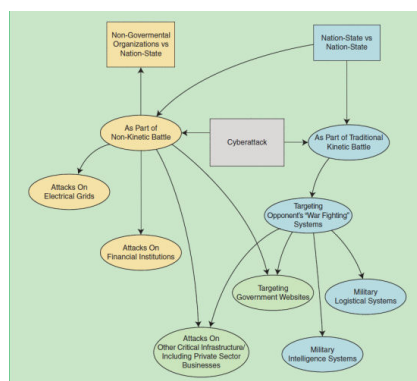 Non-Govermental
Organizations vs
Nation-State
Nation-State vs
Nation-State
As Part of
Non-Kinetic Battle
Cyberattack
As Part of Traditional
Kinetic Battle
Attacks On
Electrical Grids
Targeting
Opponent's "War Fighting"
Systems
Attacks On
Financial Institutions
Targeting
Government Websites
Military
Logistical Systems
Attacks On
Other Critical Infrastructure/
Including Private Sector
Businesses
Military
Intelligence Systems